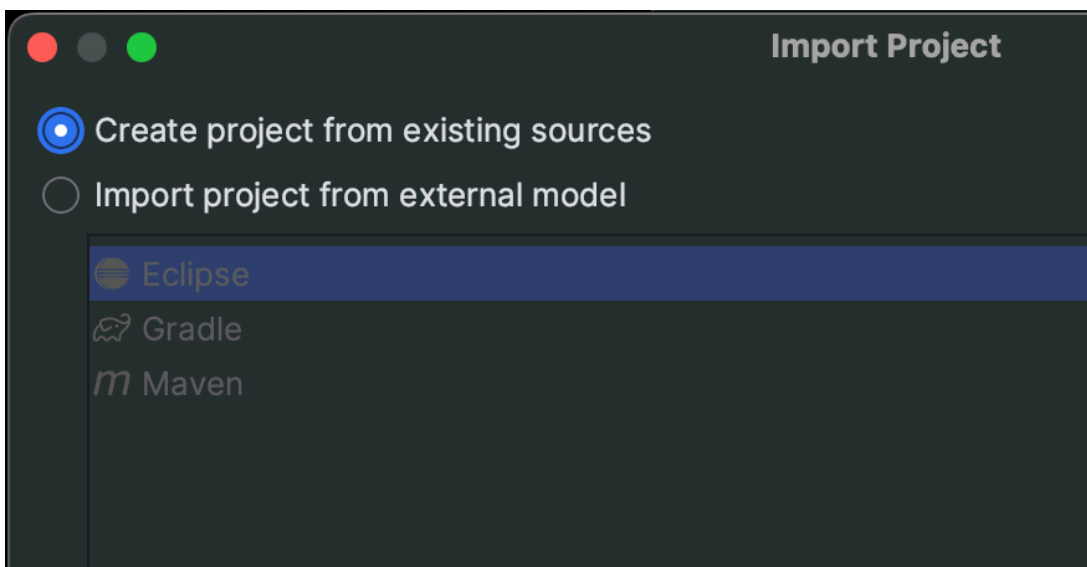 Import Project
Create project from existing sources
Import project from external model
Eclipse
Gradle
m Maven